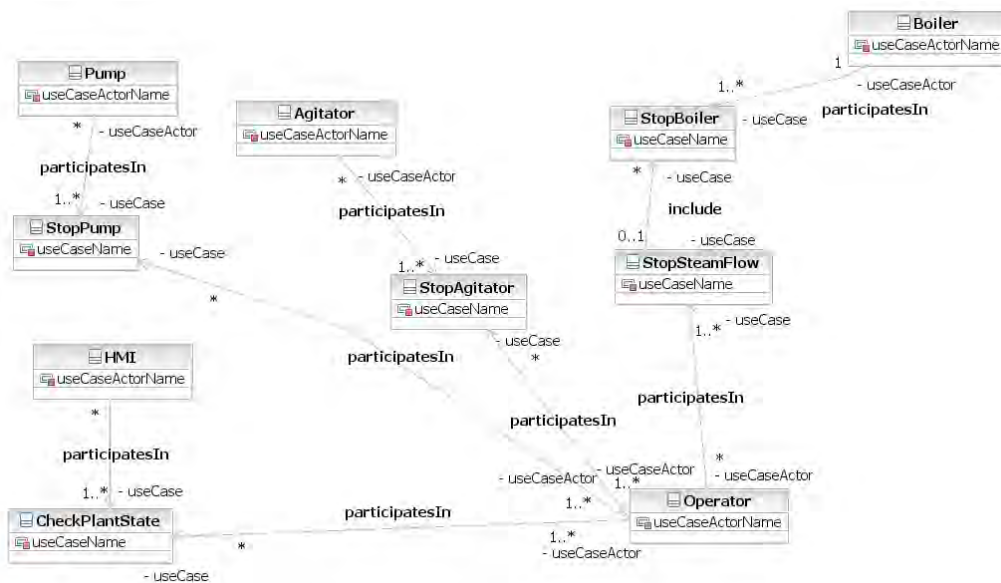 Boiler
useCaseActorName
1
- useCaseActor
participatesIn
1..*
- useCase
Pump
useCaseActorName
*
- useCaseActor
participatesIn
1..*
- useCase
StopPump
useCaseName
- useCase
*
Agitator
useCaseActorName
*
- useCaseActor
participatesIn
1..*
- useCase
StopAgitator
useCaseName
- useCase
*
StopBoiler
useCaseName
*
- useCase
include
0..1
- useCase
StopSteamFlow
useCaseName
1..*
- useCase
participatesIn
participatesIn
participatesIn
HMI
useCaseActorName
*
participatesIn
1..*
- useCase
CheckPlantState
useCaseName
*
- useCase
participatesIn
- useCaseActor
1..*
- useCaseActor
1..*
*
- useCaseActor
Operator
useCaseActorName
1..*
- useCaseActor